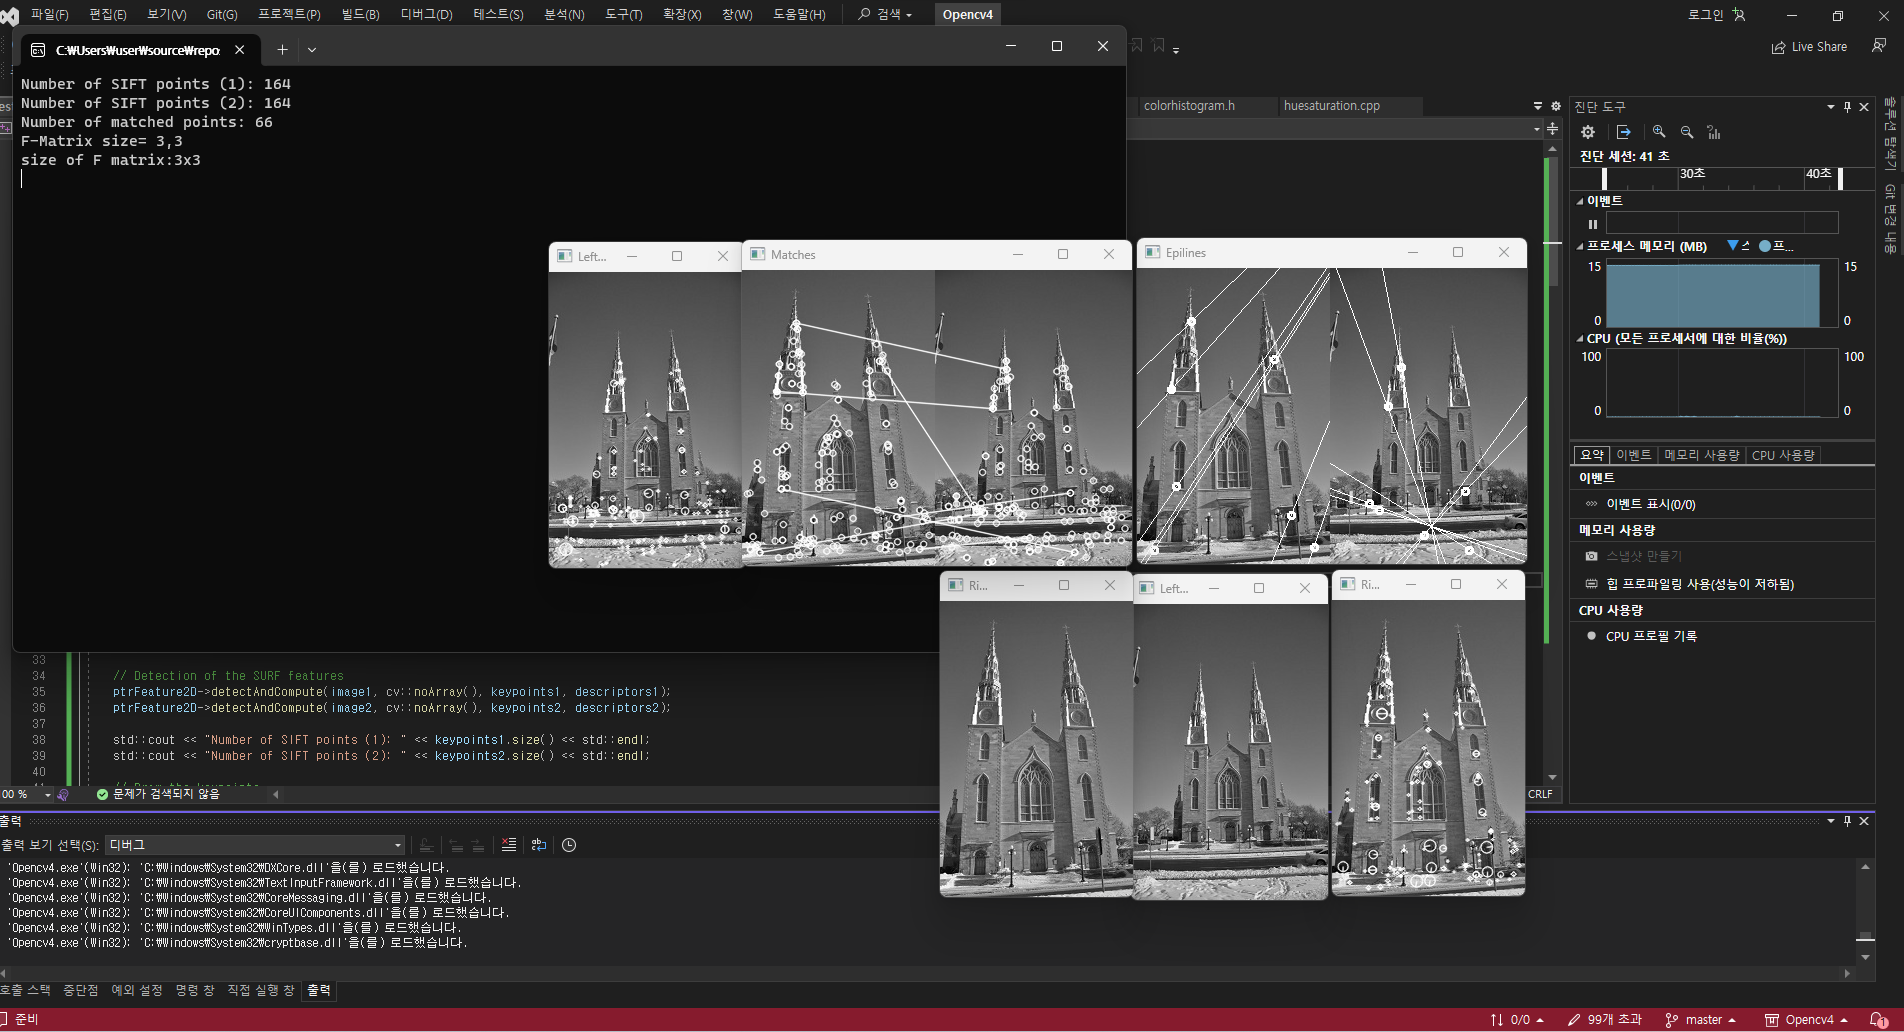 파일(F) 편집(E) 보기(V) Git(G) 프로젝트(P) 빌드(B) 디버그(D) 테스트(S) 분석(N) 도구(T) 확장(X) 창(W) 도움말(H) 검색 Opencv4 로그인
Live Share
C:₩Users₩user₩source₩repo:
Number of SIFT points (1): 164
Number of SIFT points (2): 164
Number of matched points: 66
F-Matrix size= 3,3
size of F matrix:3x3
colorhistogram.h huesaturation.cpp
Left...
Matches
Epilines
Ri...
Left...
Ri...
33
34 // Detection of the SURF features
35 ptrFeature2D->detectAndCompute(image1, cv::noArray(), keypoints1, descriptors1);
36 ptrFeature2D->detectAndCompute(image2, cv::noArray(), keypoints2, descriptors2);
37
38 std::cout << "Number of SIFT points (1): " << keypoints1.size() << std::endl;
39 std::cout << "Number of SIFT points (2): " << keypoints2.size() << std::endl;
40
00 % 문제가 검색되지 않음 CRLF
진단 도구
진단 세션: 41 초
30초 40초
이벤트
프로세스 메모리 (MB) 스 프...
15 15
0 0
CPU (모든 프로세서에 대한 비율(%))
100 100
0 0
요약 이벤트 메모리 사용량 CPU 사용량
이벤트
이벤트 표시(0/0)
메모리 사용량
스냅샷 만들기
힙 프로파일링 사용(성능이 저하됨)
CPU 사용량
CPU 프로필 기록
솔루션 탐색기
Git 변경 내용
출력
출력 보기 선택(S): 디버그
'Opencv4.exe'(Win32): 'C:₩Windows₩System32₩DXCore.dll'을(를) 로드했습니다.
'Opencv4.exe'(Win32): 'C:₩Windows₩System32₩TextInputFramework.dll'을(를) 로드했습니다.
'Opencv4.exe'(Win32): 'C:₩Windows₩System32₩CoreMessaging.dll'을(를) 로드했습니다.
'Opencv4.exe'(Win32): 'C:₩Windows₩System32₩CoreUIComponents.dll'을(를) 로드했습니다.
'Opencv4.exe'(Win32): 'C:₩Windows₩System32₩WinTypes.dll'을(를) 로드했습니다.
'Opencv4.exe'(Win32): 'C:₩Windows₩System32₩cryptbase.dll'을(를) 로드했습니다.
호출 스택 중단점 예외 설정 명령 창 직접 실행 창 출력
준비 0/0 99개 초과 master Opencv4 1